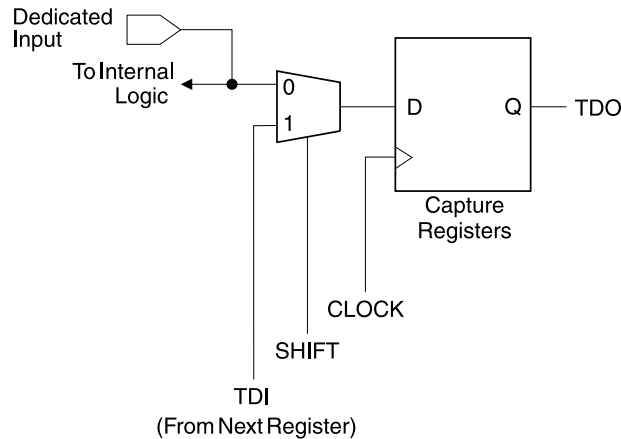 Dedicated
Input
To Internal
Logic
0
1
D
Q
TDO
Capture
Registers
CLOCK
SHIFT
TDI
(From Next Register)